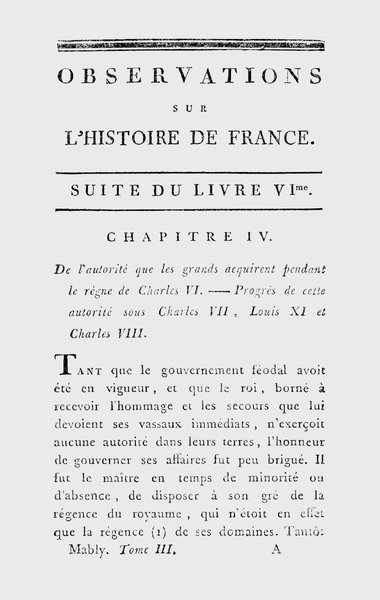 OBSERVATIONS
SUR
L'HISTOIRE DE FRANCE.
SUITE DU LIVRE VIme.
CHAPITRE IV.
De l'autorité que les grands acquirent pendant
le règne de Charles VI. — Progrès de cette
autorité sous Charles VII, Louis XI et
Charles VIII.
TANT que le gouvernement féodal avoit
été en vigueur, et que le roi, borné à
recevoir l'hommage et les secours que lui
devoient ses vassaux immédiats, n'exerçoit
aucune autorité dans leurs terres, l'honneur
de gouverner ses affaires fut peu brigué. Il
fut le maître en temps de minorité ou
d'absence, de disposer à son gré de la
régence du royaume, qui n'étoit en effet
que la régence (1) de ses domaines. Tantôt
Mably. Tome III. A